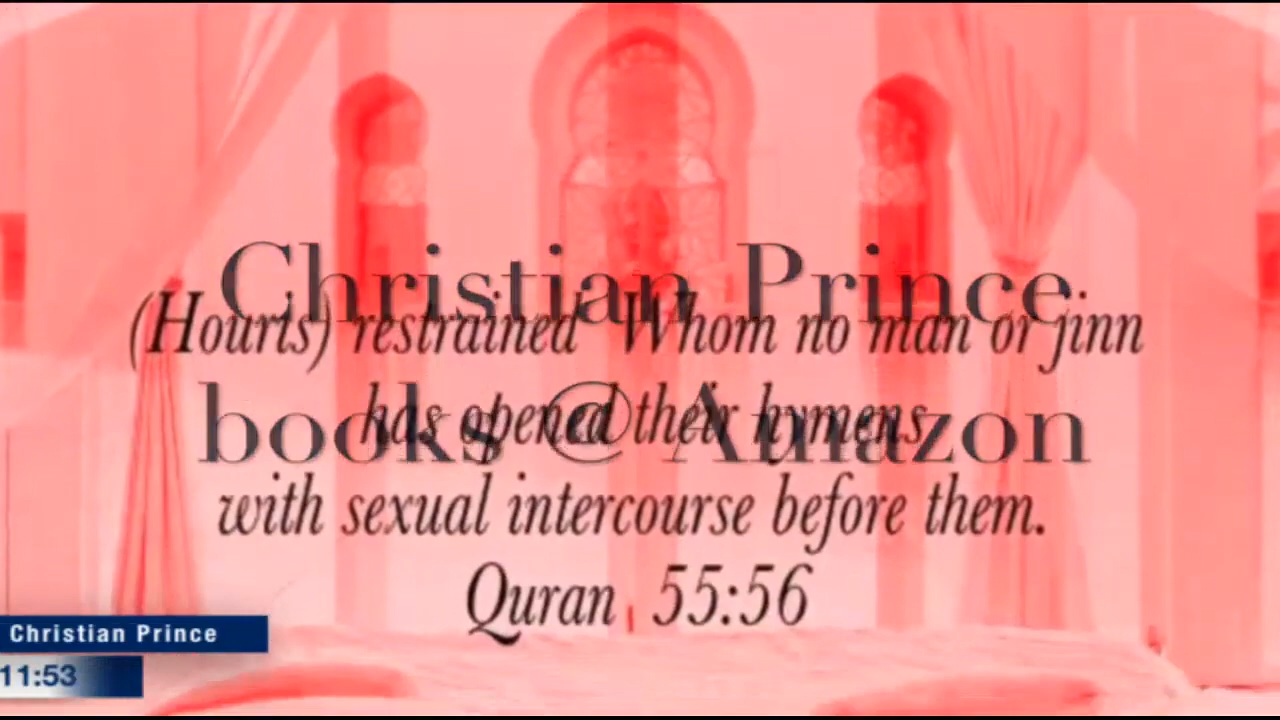 Christian Prince
(Houris) restrained Whom no man or jinn
books @ Amazon
has opened their hymens
with sexual intercourse before them.
Quran 55:56
Christian Prince
11:53